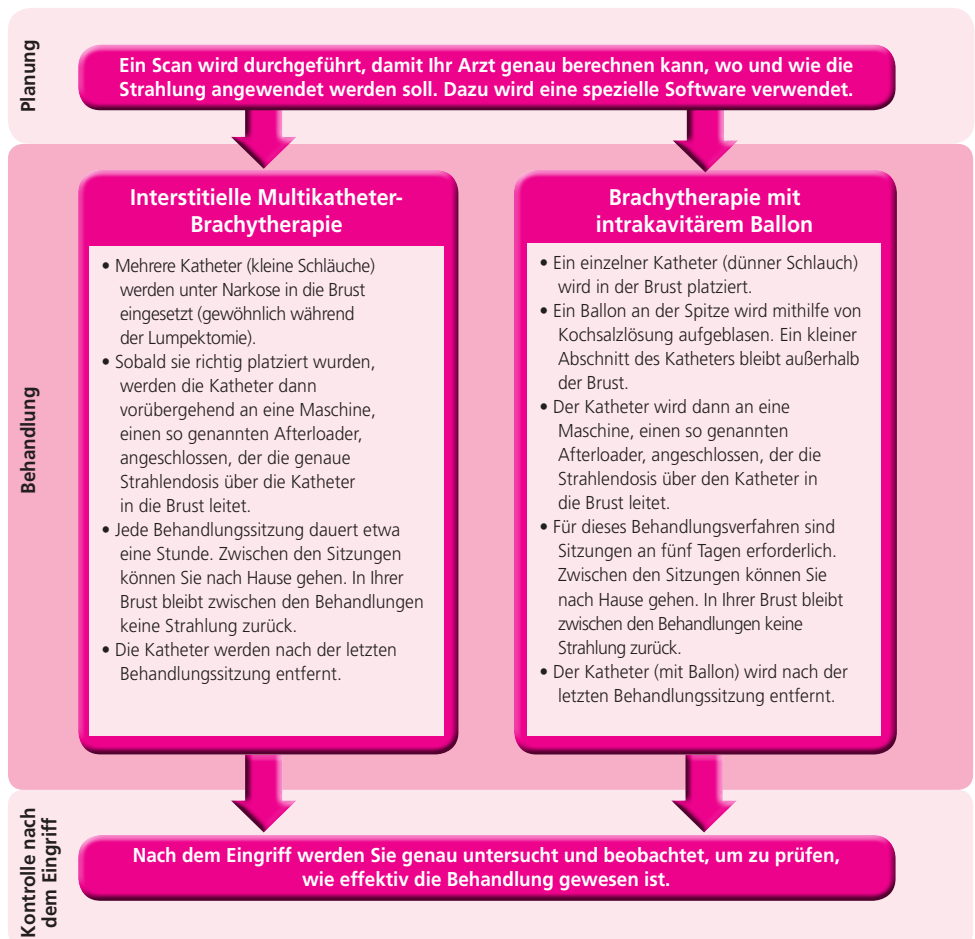 Planung
Ein Scan wird durchgeführt, damit Ihr Arzt genau berechnen kann, wo und wie die
Strahlung angewendet werden soll. Dazu wird eine spezielle Software verwendet.
Behandlung
Interstitielle Multikatheter-
Brachytherapie
• Mehrere Katheter (kleine Schläuche)
werden unter Narkose in die Brust
eingesetzt (gewöhnlich während
der Lumpektomie).
• Sobald sie richtig platziert wurden,
werden die Katheter dann
vorübergehend an eine Maschine,
einen so genannten Afterloader,
angeschlossen, der die genaue
Strahlendosis über die Katheter
in die Brust leitet.
• Jede Behandlungssitzung dauert etwa
eine Stunde. Zwischen den Sitzungen
können Sie nach Hause gehen. In Ihrer
Brust bleibt zwischen den Behandlungen
keine Strahlung zurück.
• Die Katheter werden nach der letzten
Behandlungssitzung entfernt.
Brachytherapie mit
intrakavitärem Ballon
• Ein einzelner Katheter (dünner Schlauch)
wird in der Brust platziert.
• Ein Ballon an der Spitze wird mithilfe von
Kochsalzlösung aufgeblasen. Ein kleiner
Abschnitt des Katheters bleibt außerhalb
der Brust.
• Der Katheter wird dann an eine
Maschine, einen so genannten
Afterloader, angeschlossen, der die
Strahlendosis über den Katheter in
die Brust leitet.
• Für dieses Behandlungsverfahren sind
Sitzungen an fünf Tagen erforderlich.
Zwischen den Sitzungen können Sie
nach Hause gehen. In Ihrer Brust bleibt
zwischen den Behandlungen keine
Strahlung zurück.
• Der Katheter (mit Ballon) wird nach der
letzten Behandlungssitzung entfernt.
Kontrolle nach
dem Eingriff
Nach dem Eingriff werden Sie genau untersucht und beobachtet, um zu prüfen,
wie effektiv die Behandlung gewesen ist.